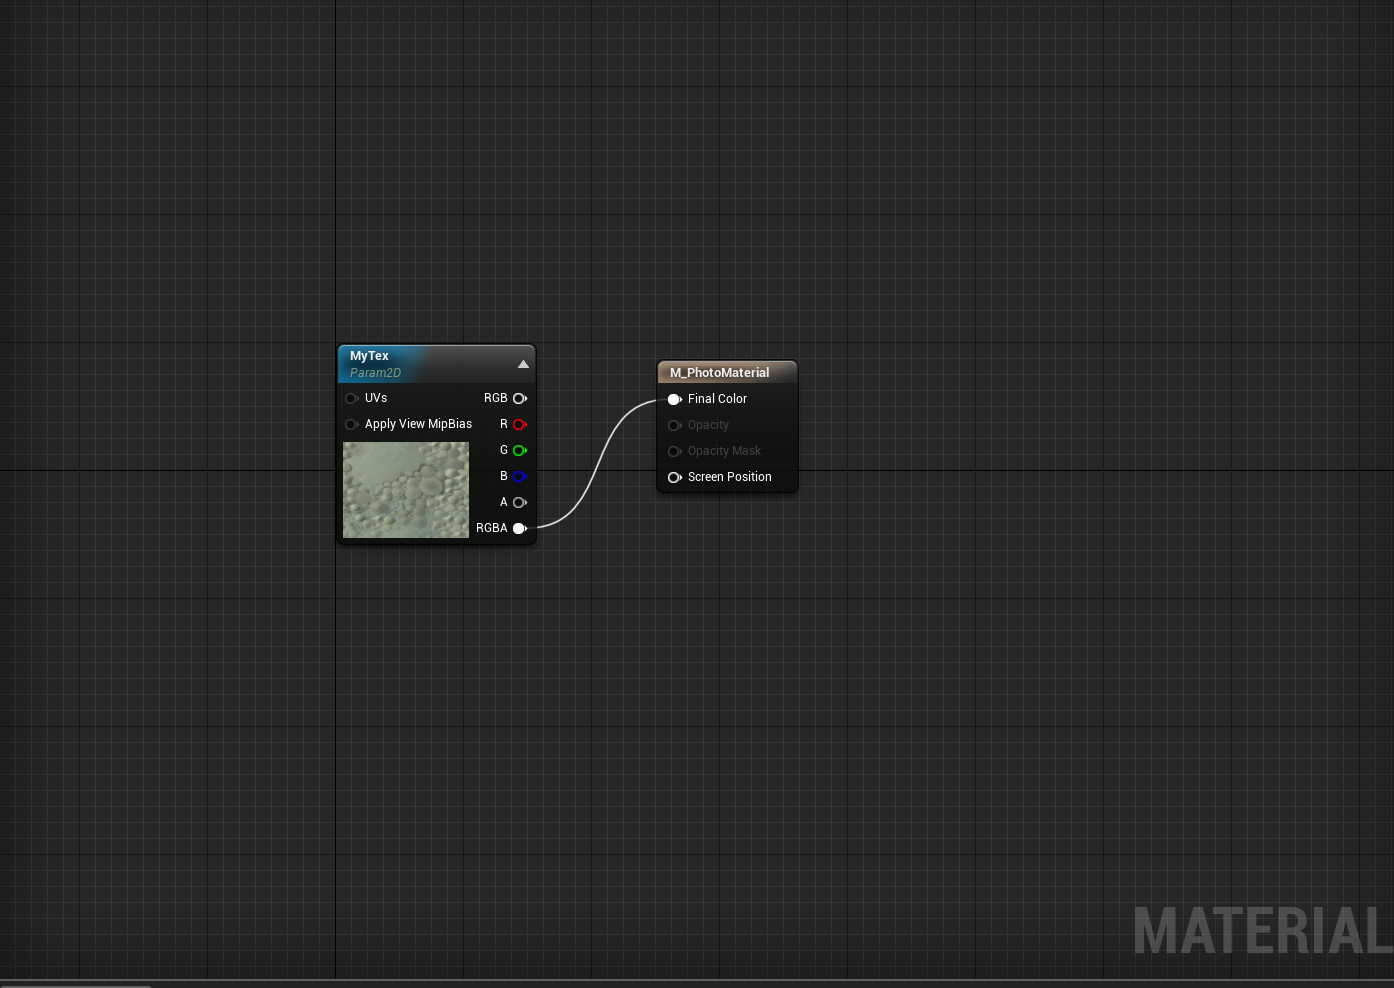 MyTex
Param2D
UVs
RGB
Apply View MipBias
R
G
B
A
RGBA
M_PhotoMaterial
Final Color
Opacity
Opacity Mask
Screen Position
MATERIAL